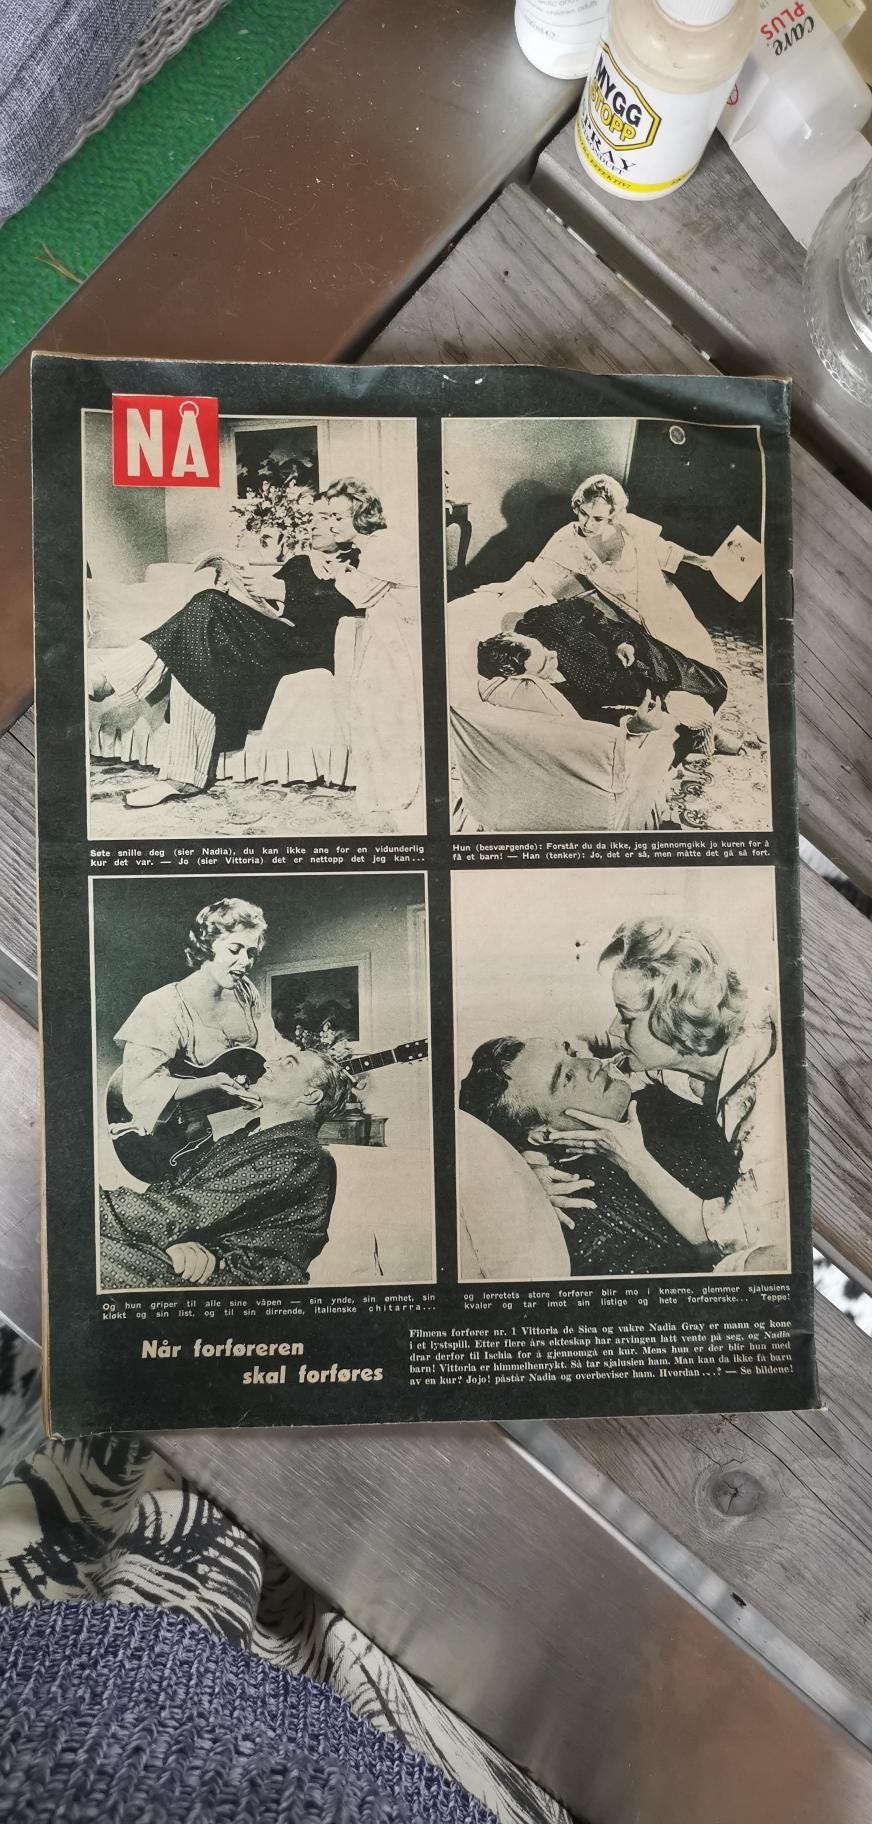 MYGG
STOPP
SPRAY
care
PLUS
NÅ
Søte snille deg (sier Nadia), du kan ikke ane for en vidunderlig
kur det var. — Jo (sier Vittoria) det er nettopp det jeg kan...
Hun (besværgende): Forstår du da ikke, jeg gjennomgikk jo kuren for å
få et barn! — Han (tenker): Jo, det er så, men måtte det gå så fort.
Og hun griper til alle sine våpen — sin ynde, sin ømhet, sin
kløkt og sin list, og til sin dirrende, italienske chitarra...
og lerretets store forfører blir mo i knærne, glemmer sjalusiens
kvaler og tar imot sin listige og hete forførerske... Teppe!
Når forføreren
skal forføres
Filmens forfører nr. 1 Vittoria de Sica og vakre Nadia Gray er mann og kone
i et lystspill. Etter flere års ekteskap har arvingen latt vente på seg, og Nadia
drar derfor til Ischia for å gjennomgå en kur. Mens hun er der blir hun med
barn! Vittoria er himmelhenrykt. Så tar sjalusien ham. Man kan da ikke få barn
av en kur? Jojo! påstår Nadia og overbeviser ham. Hvordan ...? — Se bildene!